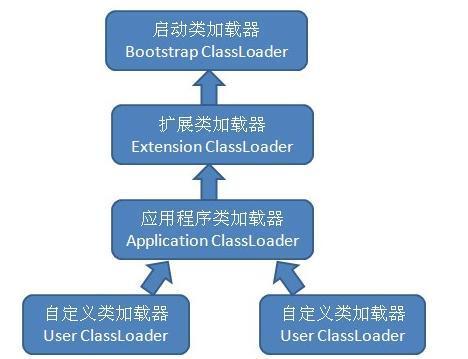 启动类加载器
Bootstrap ClassLoader
扩展类加载器
Extension ClassLoader
应用程序类加载器
Application ClassLoader
自定义类加载器
User ClassLoader
自定义类加载器
User ClassLoader